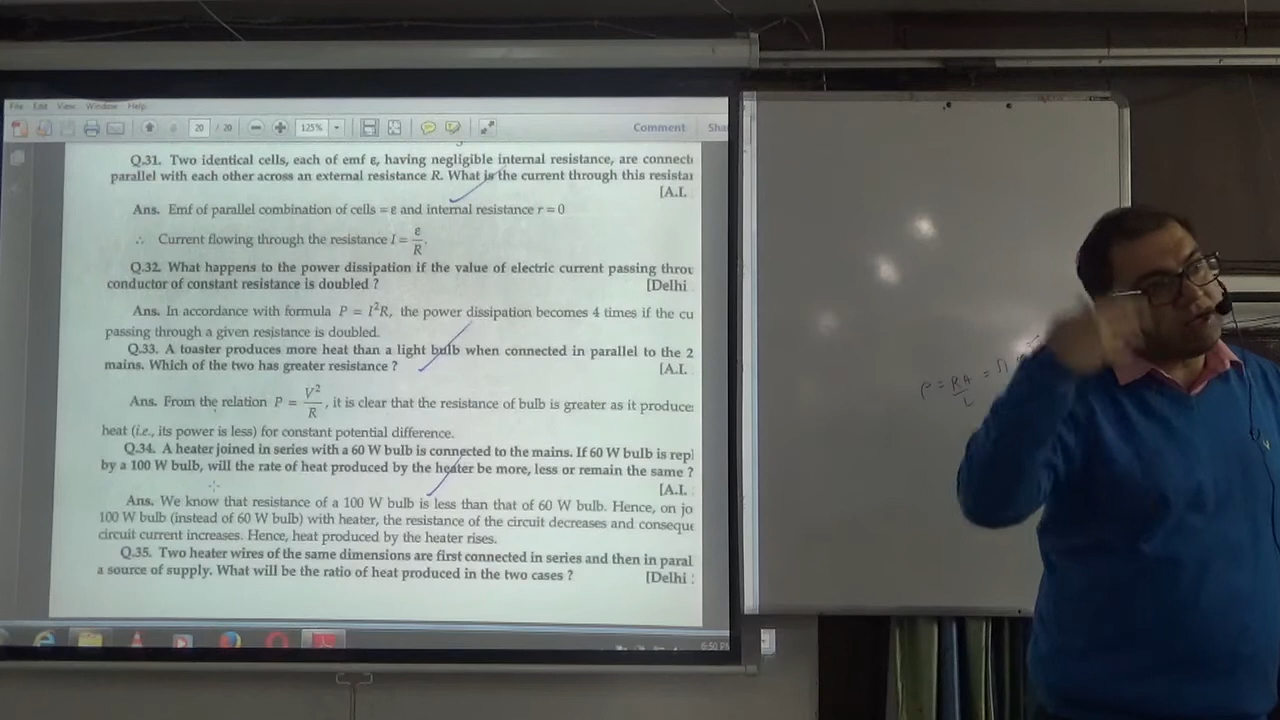 File Edit View Window Help
20 / 20 125% Comment
Q.31. Two identical cells, each of emf ε, having negligible internal resistance, are connect
parallel with each other across an external resistance R. What is the current through this resista
[A.I.
Ans. Emf of parallel combination of cells = ε and internal resistance r = 0
∴ Current flowing through the resistance I = ε/R.
Q.32. What happens to the power dissipation if the value of electric current passing throu
conductor of constant resistance is doubled ? [Delhi
Ans. In accordance with formula P = I²R, the power dissipation becomes 4 times if the cu
passing through a given resistance is doubled.
Q.33. A toaster produces more heat than a light bulb when connected in parallel to the 2
mains. Which of the two has greater resistance ? [A.I.
Ans. From the relation P = V²/R, it is clear that the resistance of bulb is greater as it produce
heat (i.e., its power is less) for constant potential difference.
Q.34. A heater joined in series with a 60 W bulb is connected to the mains. If 60 W bulb is repl
by a 100 W bulb, will the rate of heat produced by the heater be more, less or remain the same ?
[A.I.
Ans. We know that resistance of a 100 W bulb is less than that of 60 W bulb. Hence, on jo
100 W bulb (instead of 60 W bulb) with heater, the resistance of the circuit decreases and conseque
circuit current increases. Hence, heat produced by the heater rises.
Q.35. Two heater wires of the same dimensions are first connected in series and then in paral
a source of supply. What will be the ratio of heat produced in the two cases ? [Delhi
6:50 P
ρ = RA/L =